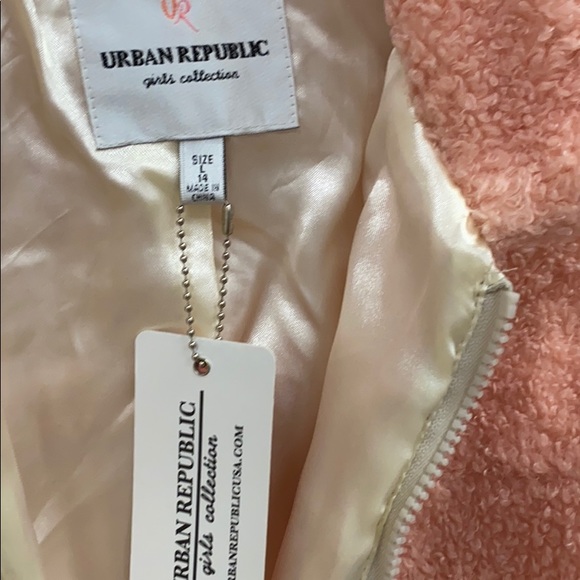 UR
URBAN REPUBLIC
girls collection
SIZE
L
14
MADE IN
CHINA
URBAN REPUBLIC
girls collection
URBANREPUBLICUSA.COM